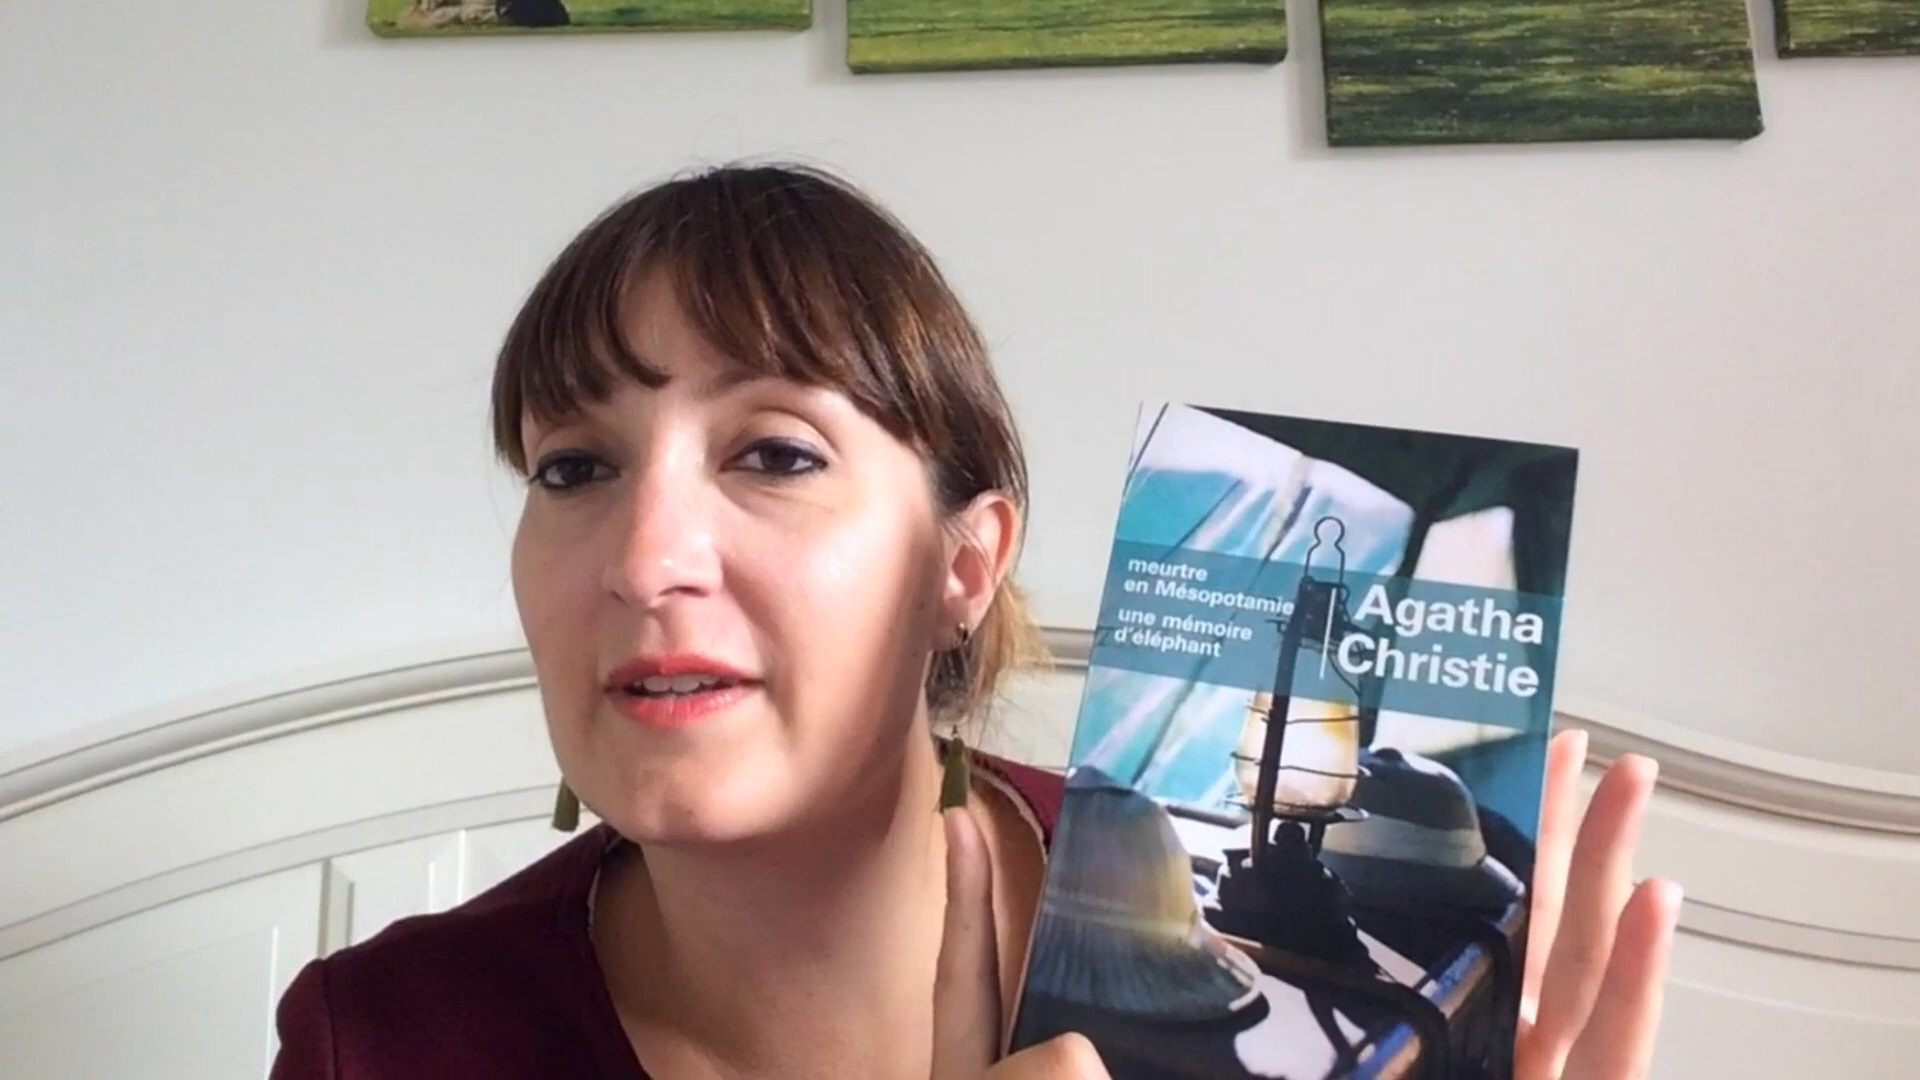 meurtre
en Mésopotamie
une mémoire
d'éléphant
Agatha
Christie